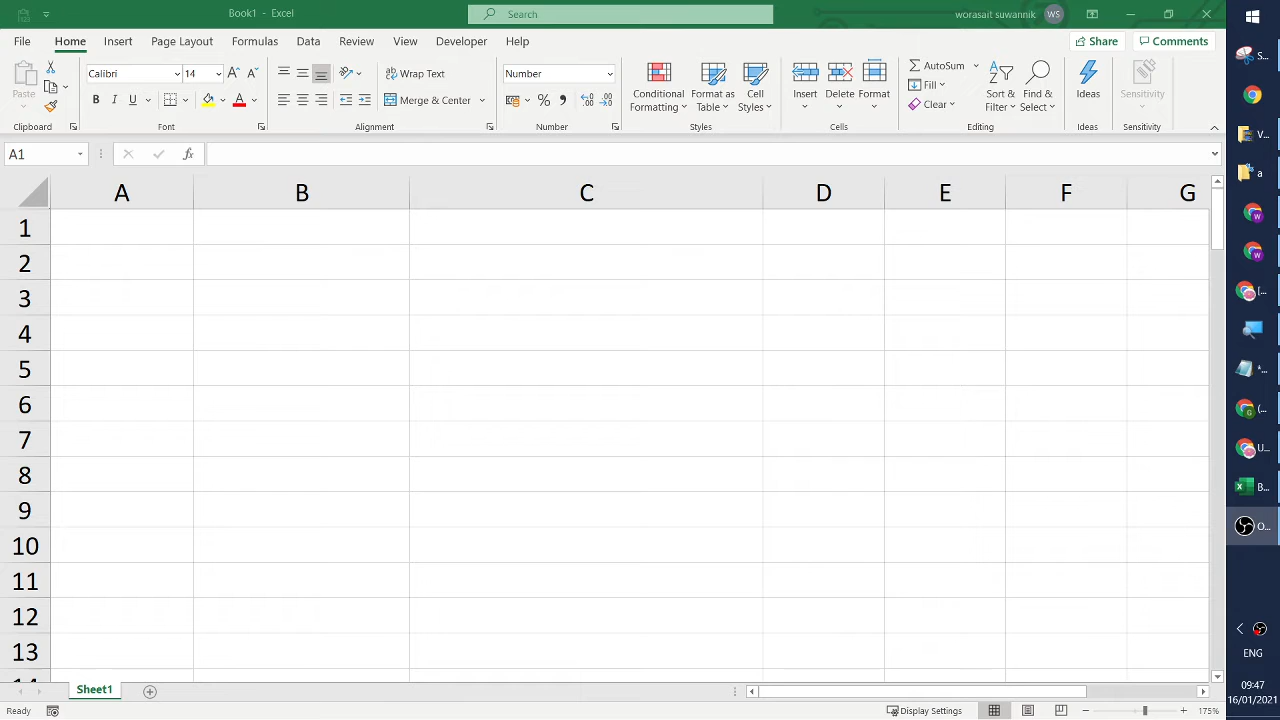 Book1 - Excel
Search
worasait suwannik WS
File Home Insert Page Layout Formulas Data Review View Developer Help
Share Comments
Paste
Calibri 14
B I U
Wrap Text
Merge & Center
Number
Conditional Formatting
Format as Table
Cell Styles
Insert
Delete
Format
AutoSum
Fill
Clear
Sort & Filter
Find & Select
Ideas
Sensitivity
Clipboard Font Alignment Number Styles Cells Editing Ideas Sensitivity
A1 fx
A B C D E F G
1
2
3
4
5
6
7
8
9
10
11
12
13
Sheet1
Ready
Display Settings
175%
S...
V...
a
[...
U...
B...
O...
ENG
09:47
16/01/2021